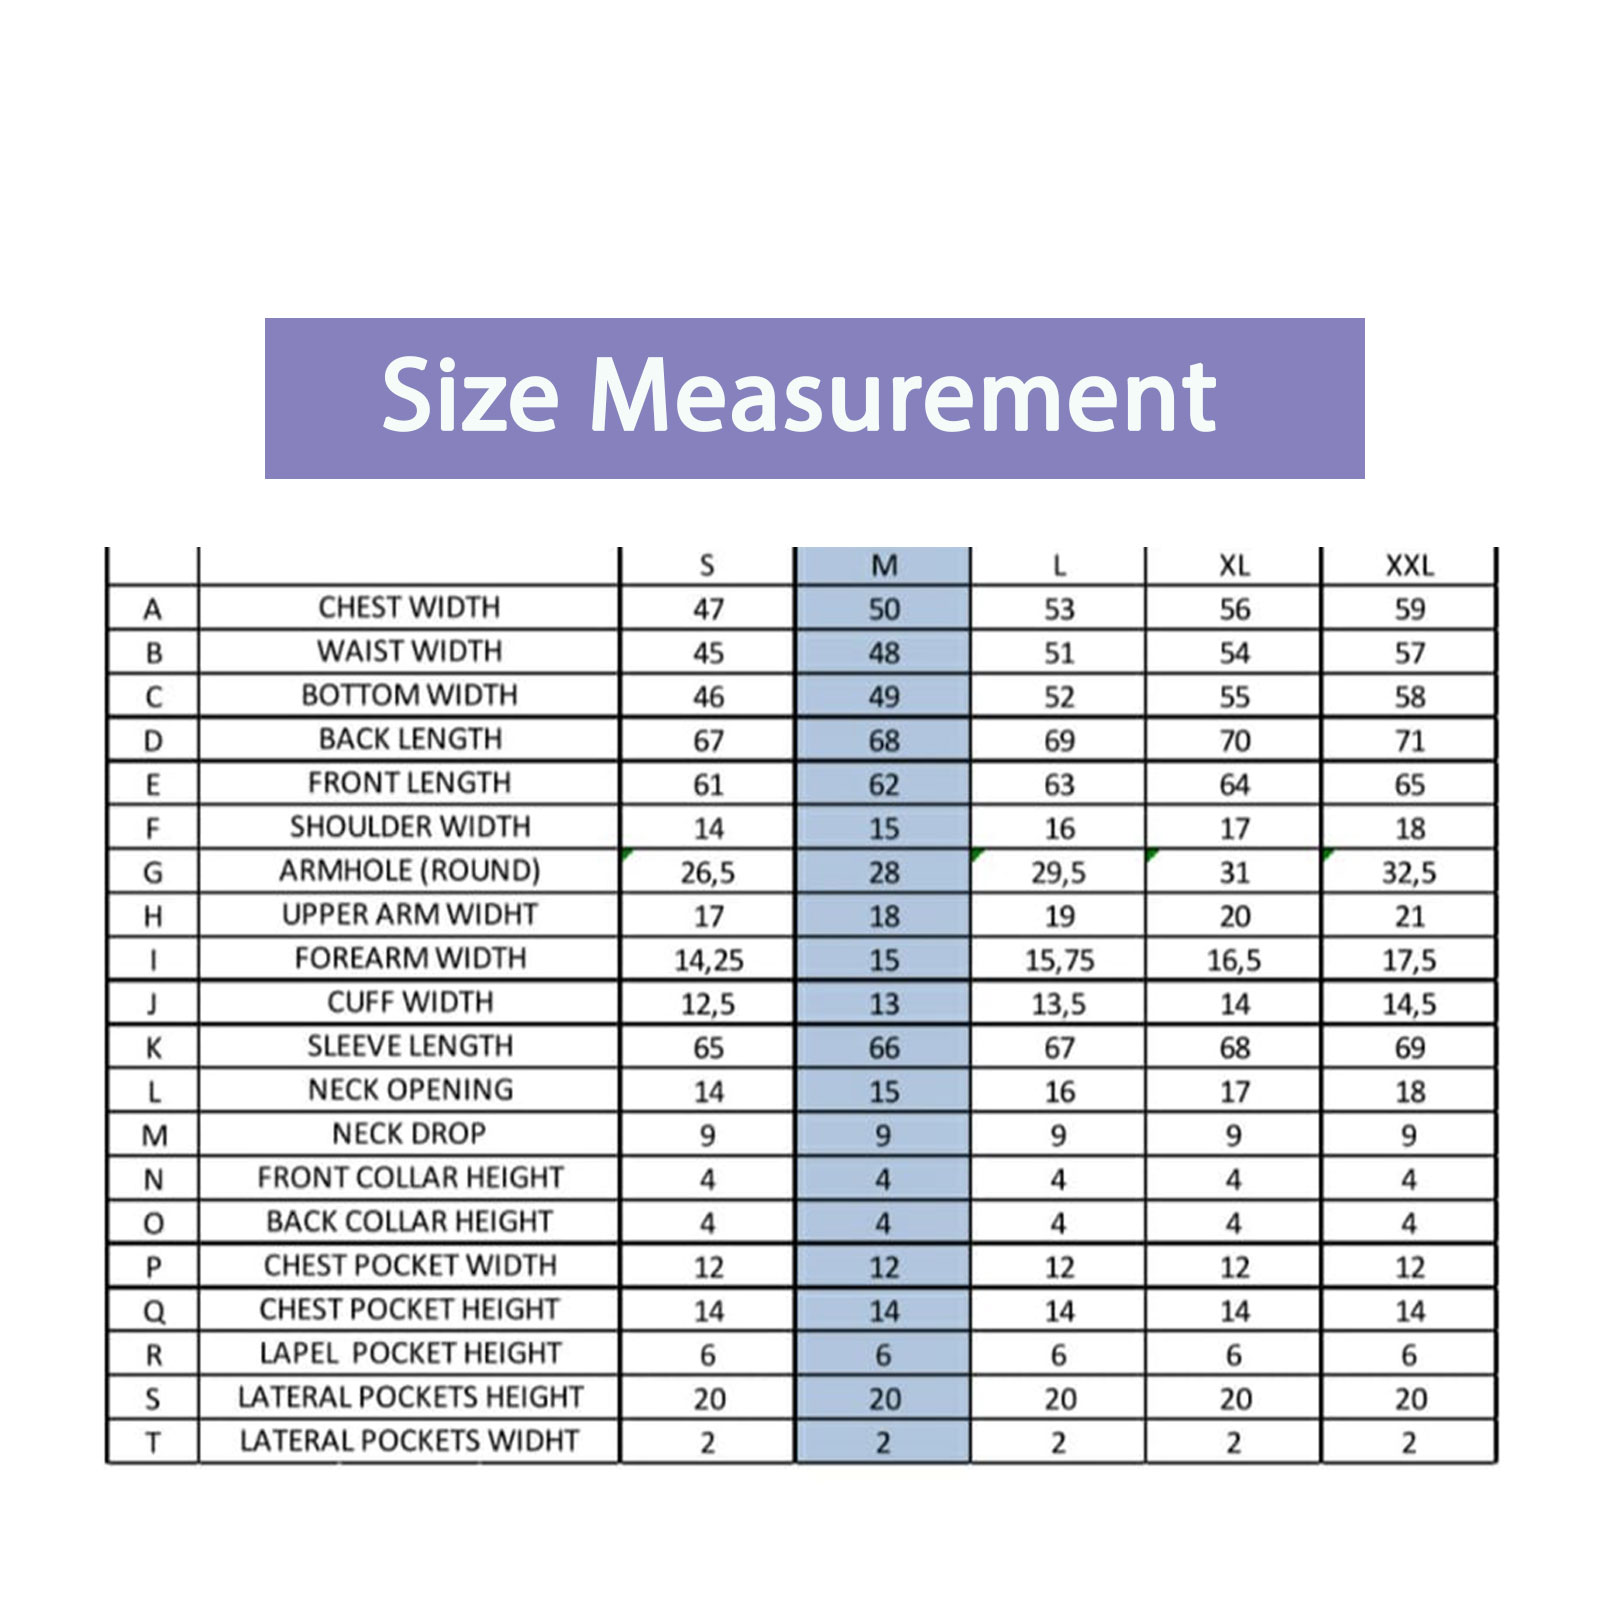 Size Measurement
S M L XL XXL
A CHEST WIDTH 47 50 53 56 59
B WAIST WIDTH 45 48 51 54 57
C BOTTOM WIDTH 46 49 52 55 58
D BACK LENGTH 67 68 69 70 71
E FRONT LENGTH 61 62 63 64 65
F SHOULDER WIDTH 14 15 16 17 18
G ARMHOLE (ROUND) 26,5 28 29,5 31 32,5
H UPPER ARM WIDHT 17 18 19 20 21
I FOREARM WIDTH 14,25 15 15,75 16,5 17,5
J CUFF WIDTH 12,5 13 13,5 14 14,5
K SLEEVE LENGTH 65 66 67 68 69
L NECK OPENING 14 15 16 17 18
M NECK DROP 9 9 9 9 9
N FRONT COLLAR HEIGHT 4 4 4 4 4
O BACK COLLAR HEIGHT 4 4 4 4 4
P CHEST POCKET WIDTH 12 12 12 12 12
Q CHEST POCKET HEIGHT 14 14 14 14 14
R LAPEL POCKET HEIGHT 6 6 6 6 6
S LATERAL POCKETS HEIGHT 20 20 20 20 20
T LATERAL POCKETS WIDHT 2 2 2 2 2